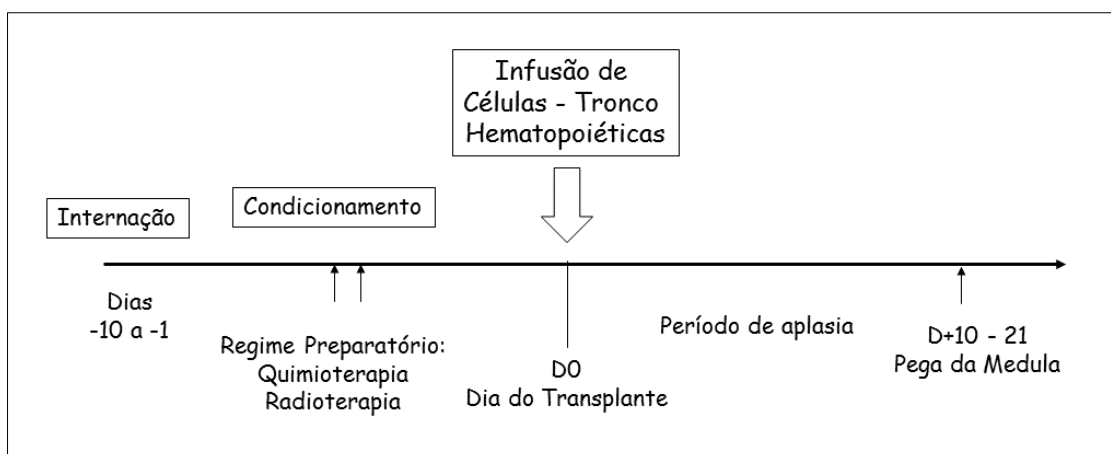 Infusão de
Células - Tronco
Hematopoiéticas
Internação
Condicionamento
Dias
-10 a -1
Regime Preparatório:
Quimioterapia
Radioterapia
D0
Dia do Transplante
Período de aplasia
D+10 - 21
Pega da Medula